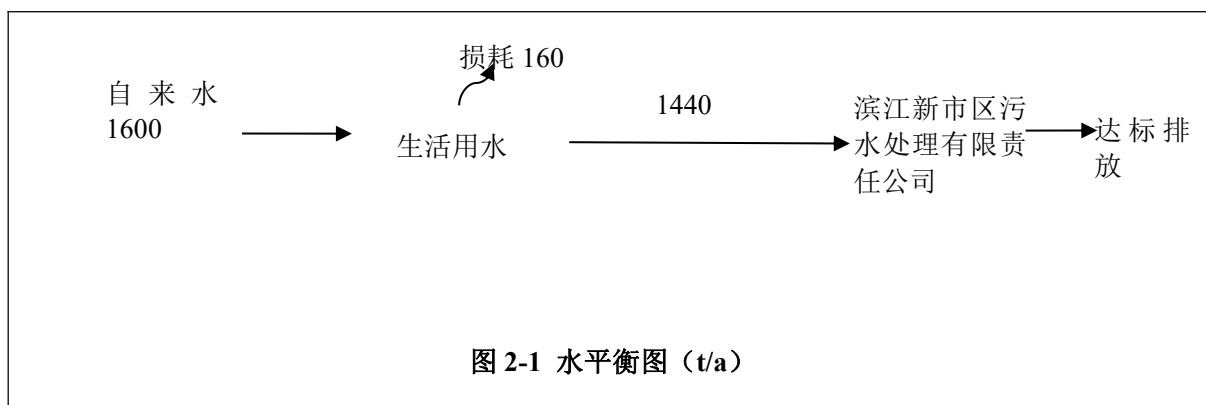 损耗 160
自来水
1600
生活用水
1440
滨江新市区污
水处理有限责
任公司
达标排
放
图 2-1 水平衡图（t/a）